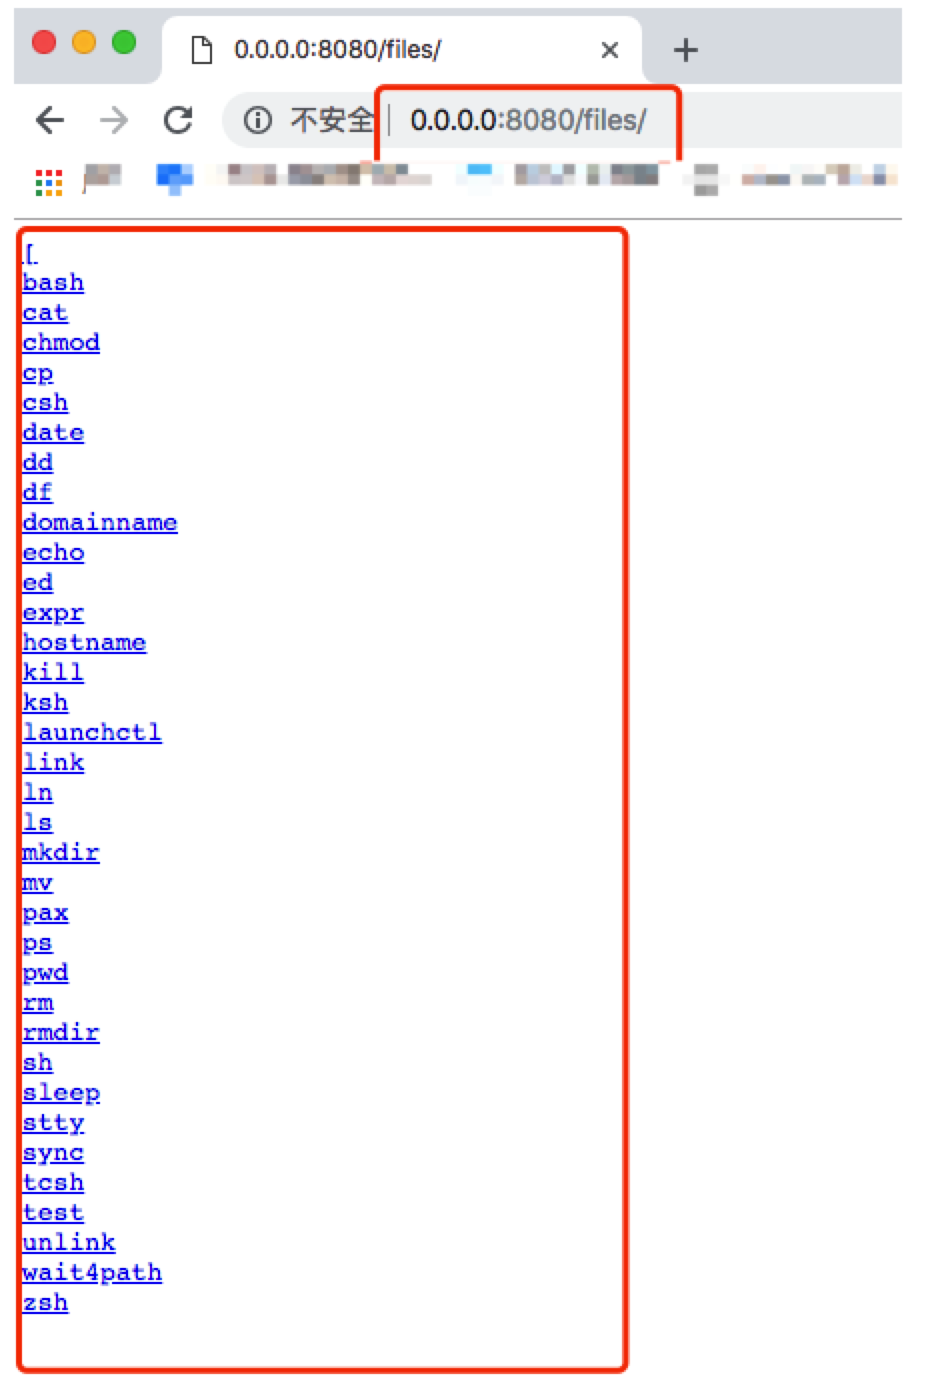 0.0.0.0:8080/files/
不安全 | 0.0.0.0:8080/files/
[
bash
cat
chmod
cp
csh
date
dd
df
domainname
echo
ed
expr
hostname
kill
ksh
launchctl
link
ln
ls
mkdir
mv
pax
ps
pwd
rm
rmdir
sh
sleep
stty
sync
tcsh
test
unlink
wait4path
zsh